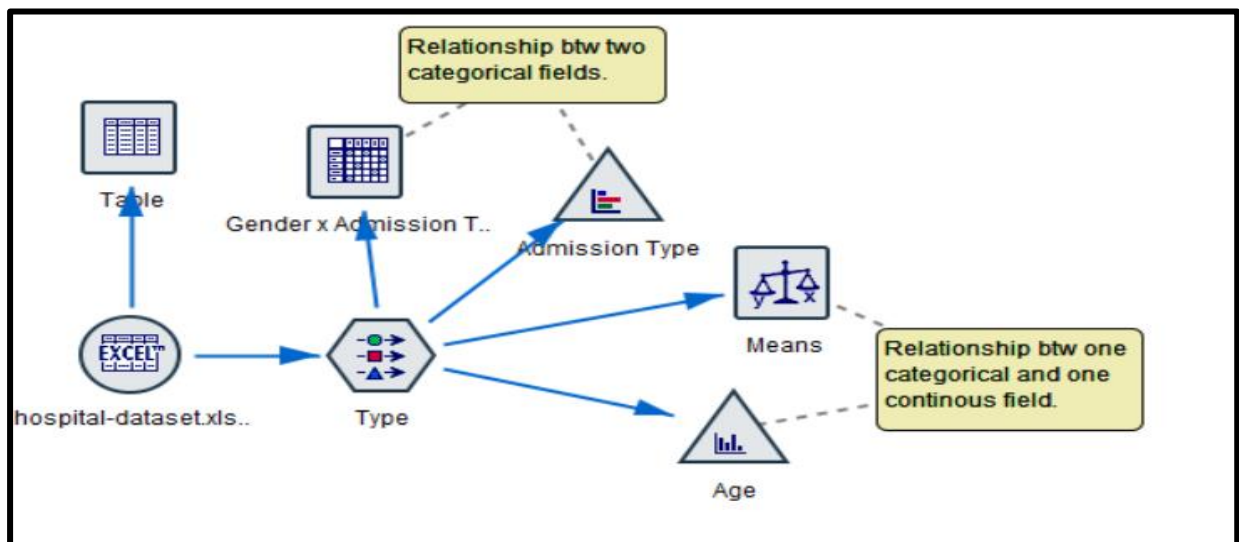 Relationship btw two
categorical fields.
Table
Gender x Admission T..
Admission Type
y x
Means
EXCEL™
hospital-dataset.xls..
Type
Relationship btw one
categorical and one
continous field.
Age